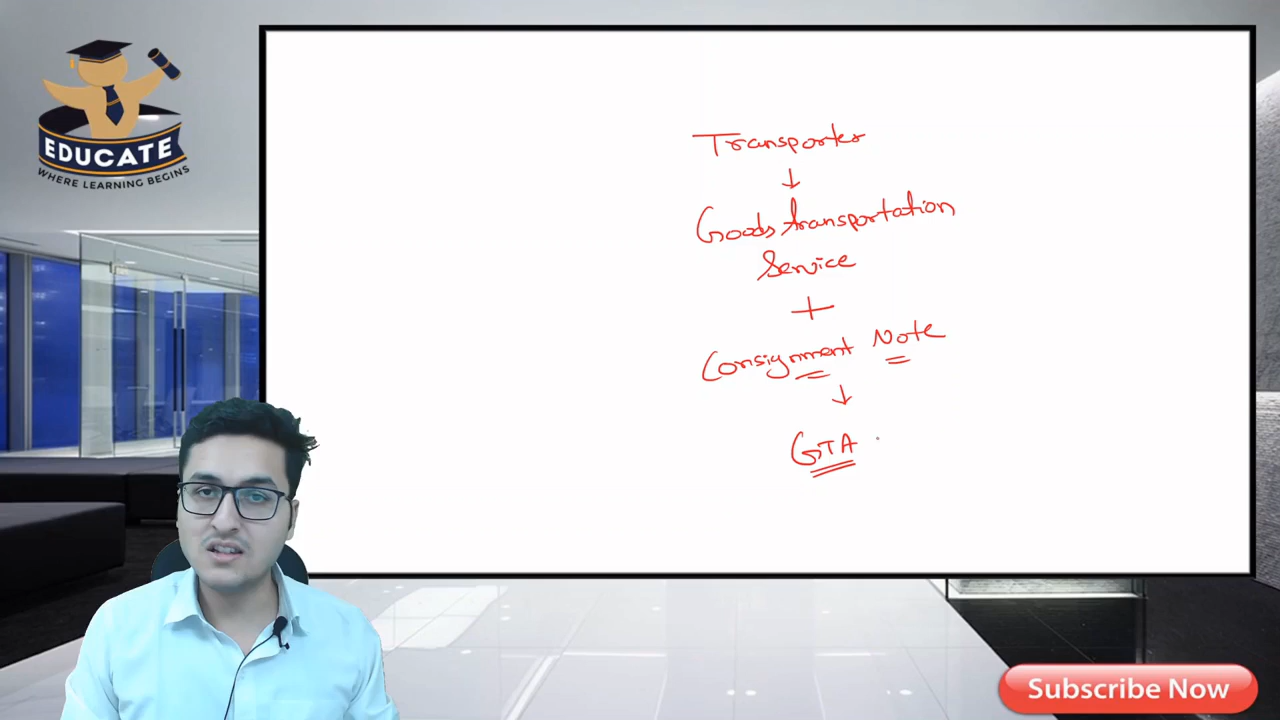 EDUCATE
WHERE LEARNING BEGINS
Transporter
Goods transportation
Service
+
Consignment Note
GTA
Subscribe Now